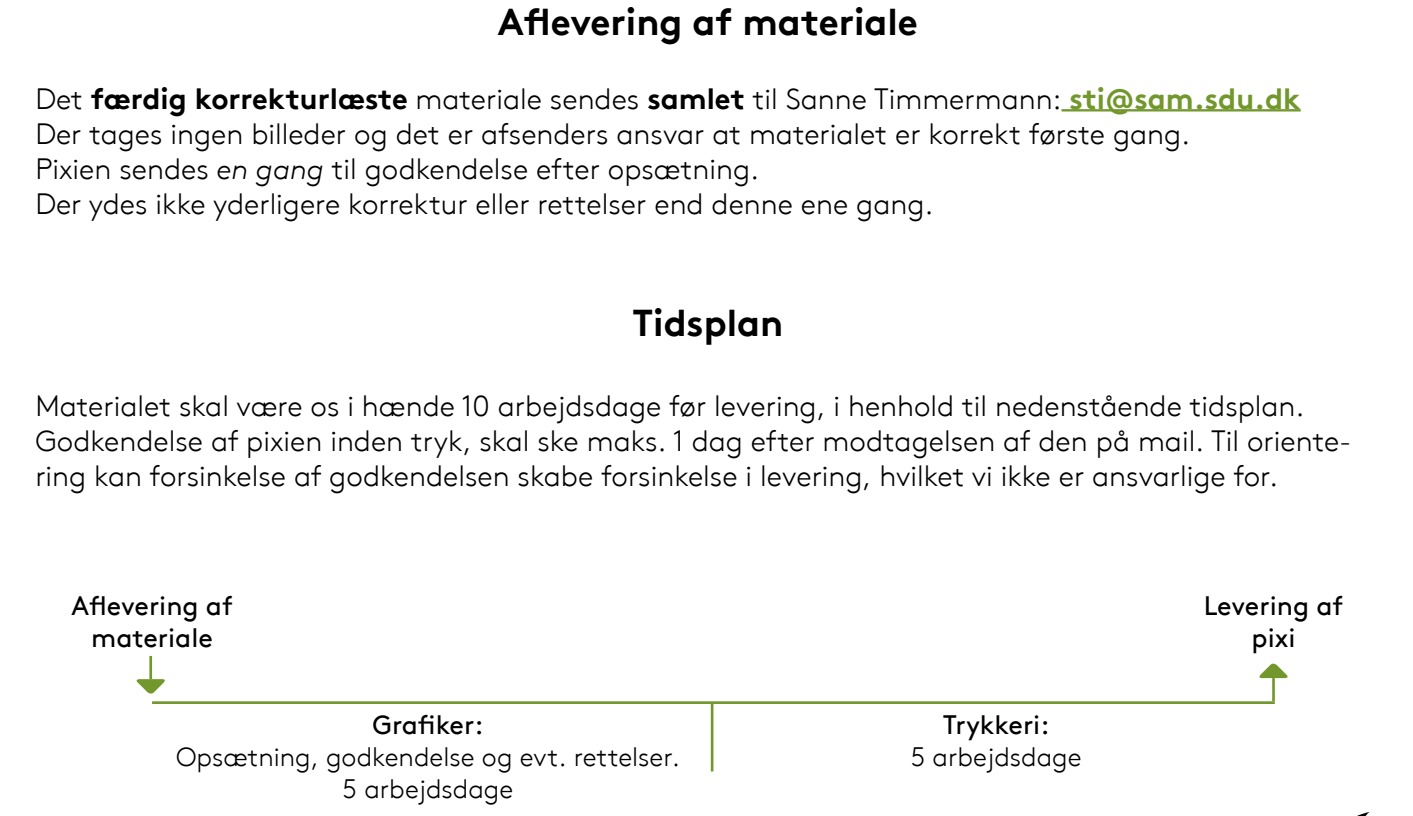 Aflevering af materiale
Det færdig korrekturlæste materiale sendes samlet til Sanne Timmermann: sti@sam.sdu.dk
Der tages ingen billeder og det er afsenders ansvar at materialet er korrekt første gang.
Pixien sendes en gang til godkendelse efter opsætning.
Der ydes ikke yderligere korrektur eller rettelser end denne ene gang.
Tidsplan
Materialet skal være os i hænde 10 arbejdsdage før levering, i henhold til nedenstående tidsplan.
Godkendelse af pixien inden tryk, skal ske maks. 1 dag efter modtagelsen af den på mail. Til oriente-
ring kan forsinkelse af godkendelsen skabe forsinkelse i levering, hvilket vi ikke er ansvarlige for.
Aflevering af
materiale
Levering af
pixi
Grafiker:
Opsætning, godkendelse og evt. rettelser.
5 arbejdsdage
Trykkeri:
5 arbejdsdage